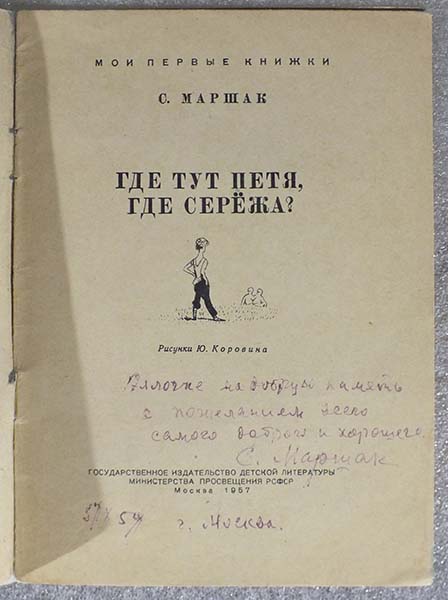 МОИ ПЕРВЫЕ КНИЖКИ
С. МАРШАК
ГДЕ ТУТ ПЕТЯ,
ГДЕ СЕРЁЖА?
Рисунки Ю. Коровина
на добрую память
с пожеланием всего
самого доброго и хорошего
С. Маршак
ГОСУДАРСТВЕННОЕ ИЗДАТЕЛЬСТВО ДЕТСКОЙ ЛИТЕРАТУРЫ
МИНИСТЕРСТВА ПРОСВЕЩЕНИЯ РСФСР
Москва 1957
г. Москва.